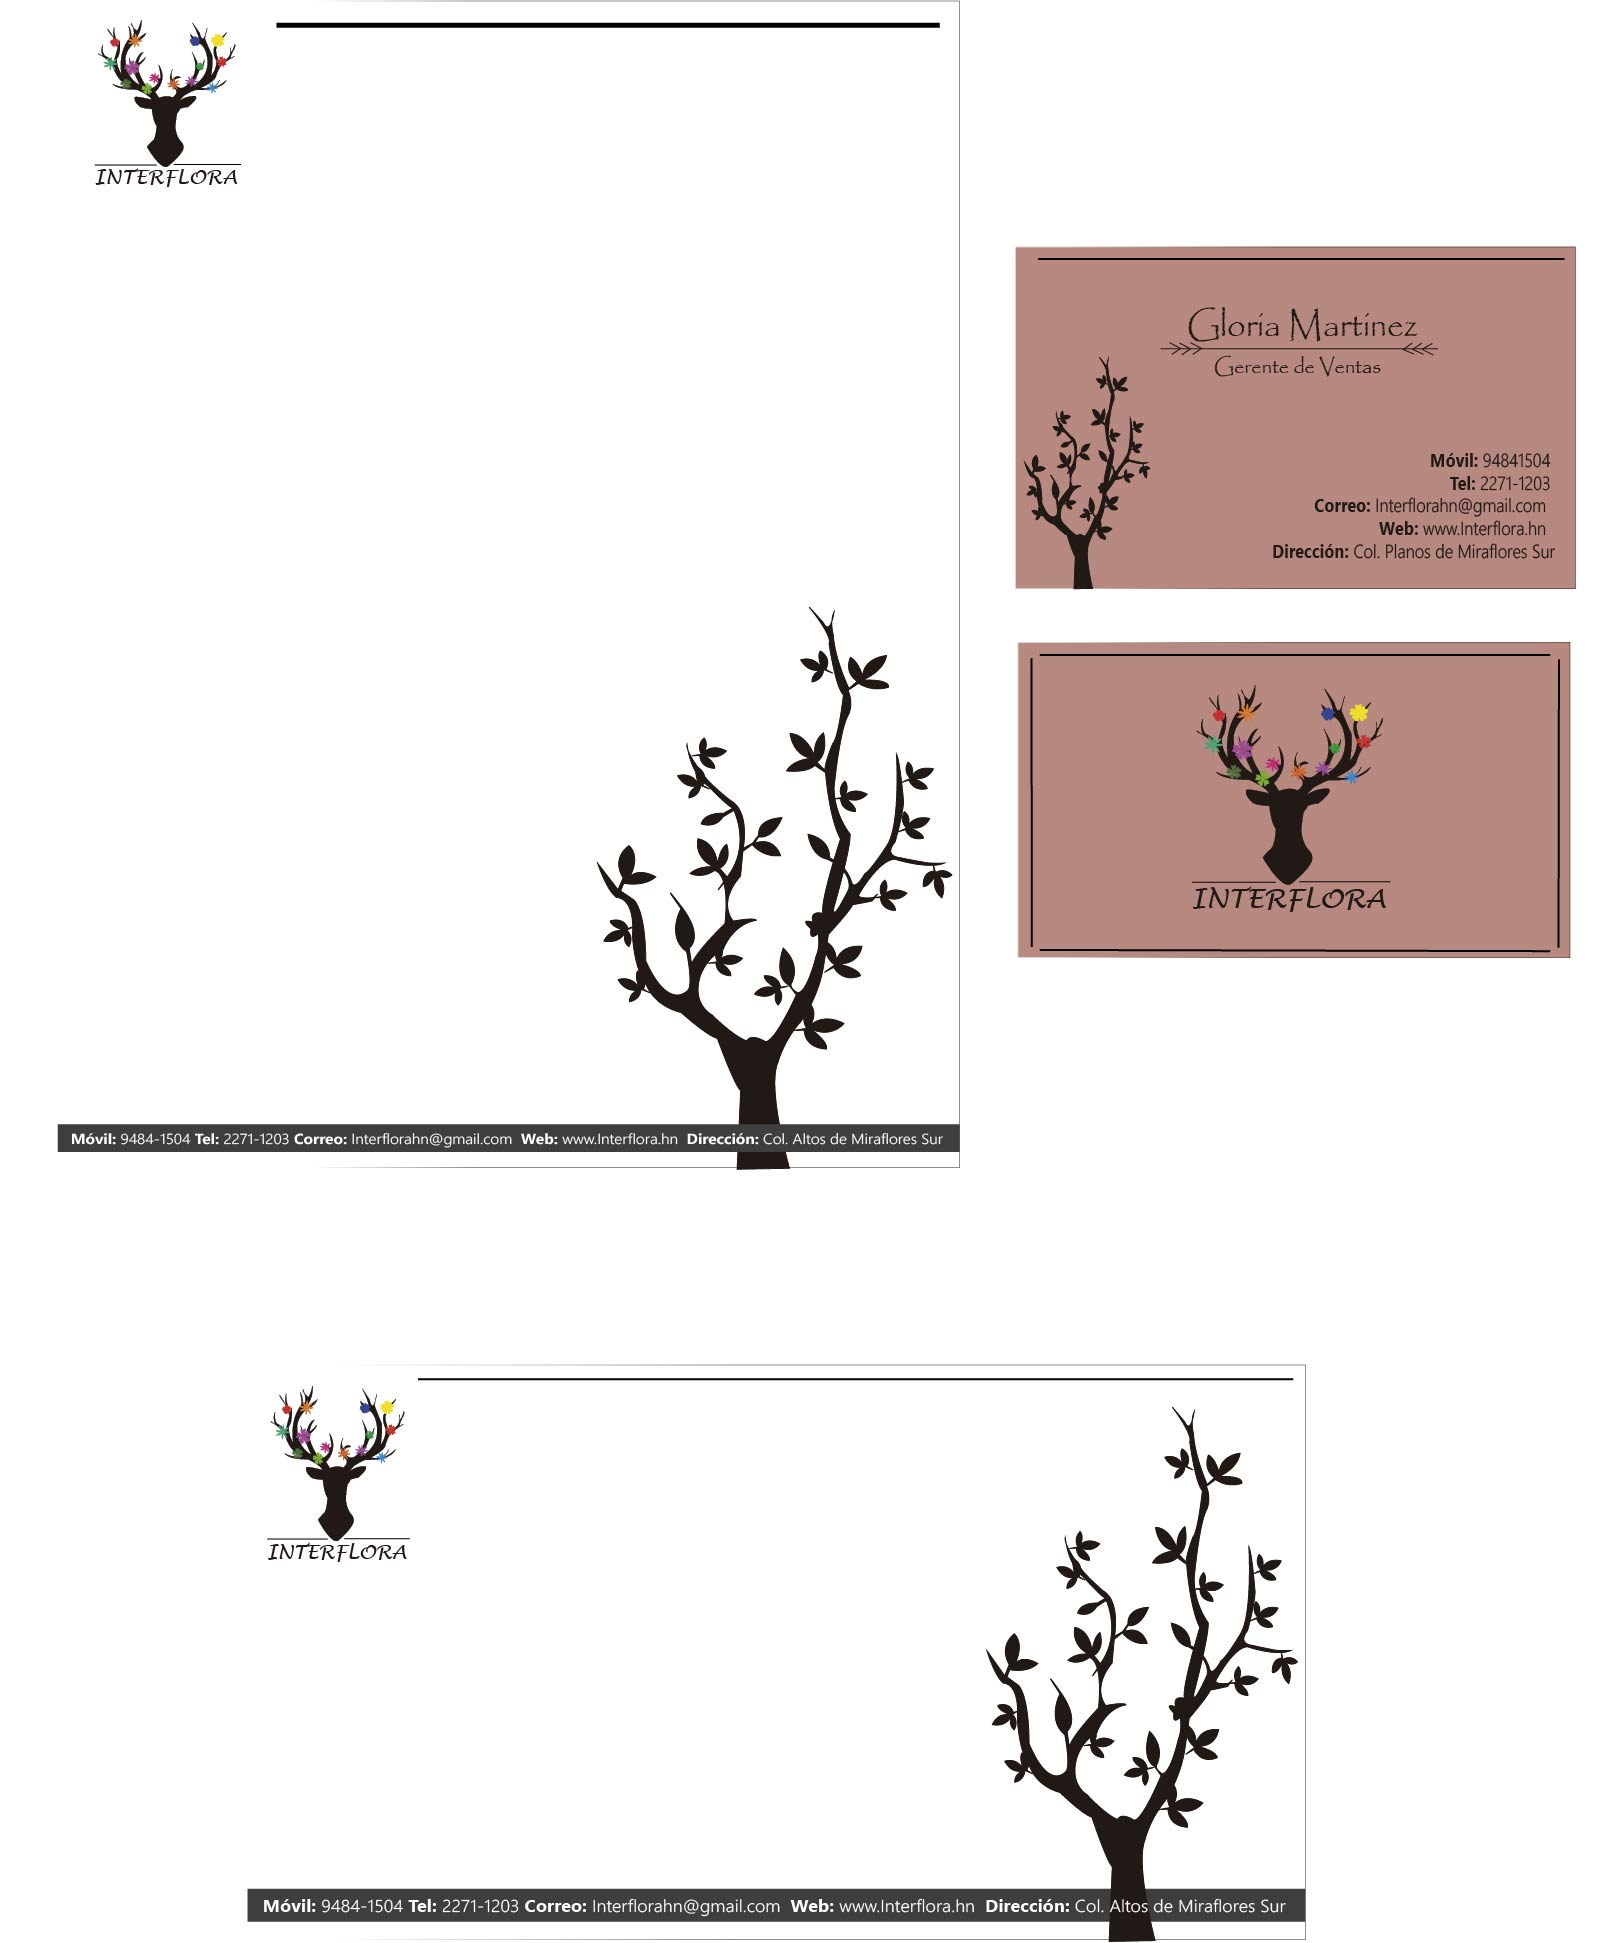 INTERFLORA
Gloria Martinez
Gerente de Ventas
Móvil: 94841504
Tel: 2271-1203
Correo: Interflorahn@gmail.com
Web: www.Interflora.hn
Dirección: Col. Planos de Miraflores Sur
INTERFLORA
Móvil: 9484-1504 Tel: 2271-1203 Correo: Interflorahn@gmail.com Web: www.Interflora.hn Dirección: Col. Altos de Miraflores Sur
INTERFLORA
Móvil: 9484-1504 Tel: 2271-1203 Correo: Interflorahn@gmail.com Web: www.Interflora.hn Dirección: Col. Altos de Miraflores Sur